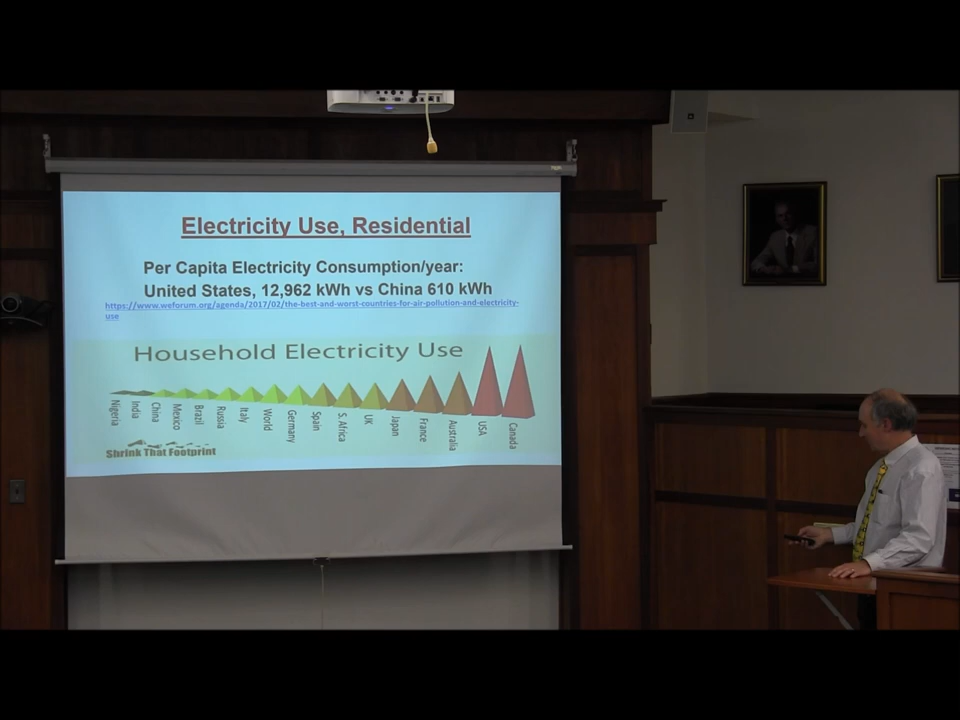 Electricity Use, Residential
Per Capita Electricity Consumption/year:
United States, 12,962 kWh vs China 610 kWh
https://www.weforum.org/agenda/2017/02/the-best-and-worst-countries-for-air-pollution-and-electricity-
use
Household Electricity Use
Nigeria
India
China
Mexico
Brazil
Russia
Italy
World
Germany
Spain
S. Africa
UK
Japan
France
Australia
USA
Canada
Shrink That Footprint